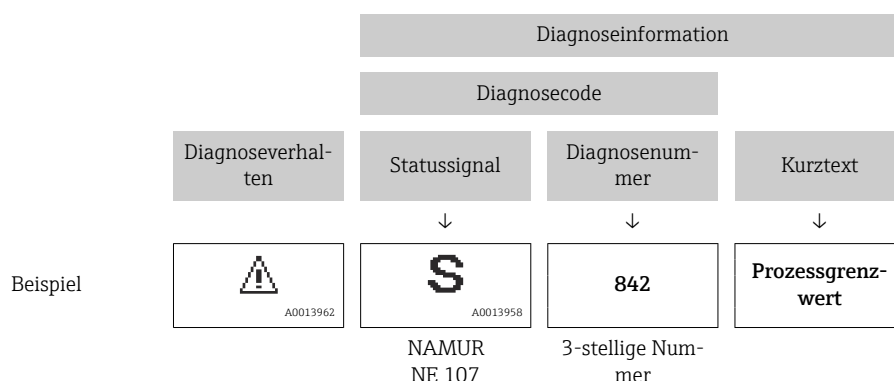 Diagnoseinformation
Diagnosecode
Diagnoseverhal-
ten
Statussignal
Diagnosenum-
mer
Kurztext
↓ ↓ ↓
Beispiel
A0013962
S
A0013958
842
Prozessgrenz-
wert
NAMUR
NE 107
3-stellige Num-
mer